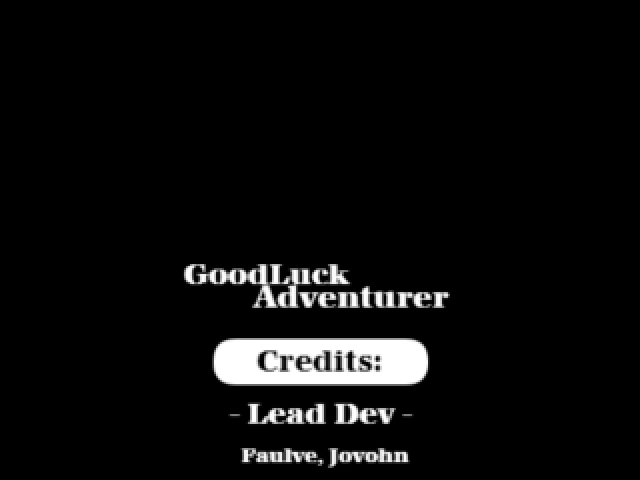 GoodLuck
Adventurer
Credits:
- Lead Dev -
Faulve, Jovohn